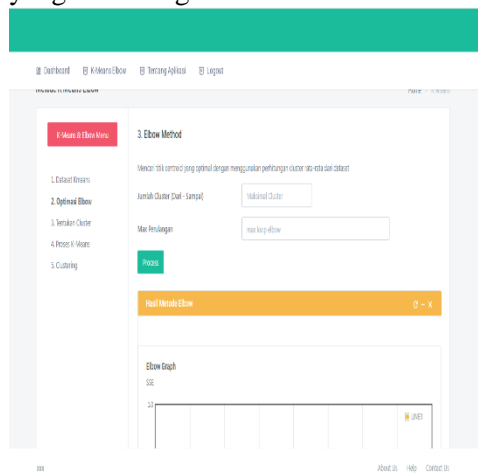 Dashboard K-Means Elbow Tentang Aplikasi Logout
K-Means & Elbow Menu
1. Dataset Kmeans
2. Optimasi Elbow
3. Tentukan Cluster
4. Proses K-Means
5. Clustering
3. Elbow Method
Mencari titik centroid yang optimal dengan menggunakan perhitungan cluster rata-rata dari dataset
Jumlah Cluster (Dari - Sampai) Maksimal Cluster
Max Perulangan max loop elbow
Process
Hasil Metode Elbow
Elbow Graph
SSE
1.0
LINE1
About Us Help Contact Us